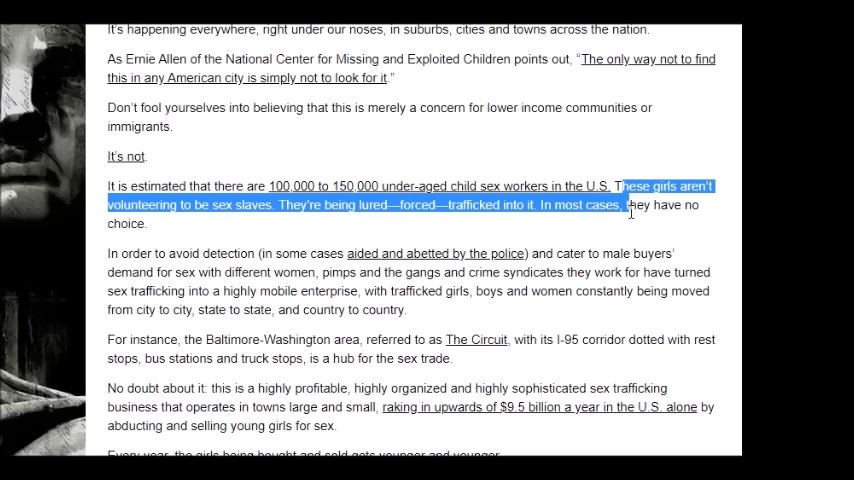 It's happening everywhere, right under our noses, in suburbs, cities and towns across the nation.
As Ernie Allen of the National Center for Missing and Exploited Children points out, “The only way not to find
this in any American city is simply not to look for it.”
Don’t fool yourselves into believing that this is merely a concern for lower income communities or
immigrants.
It’s not.
It is estimated that there are 100,000 to 150,000 under-aged child sex workers in the U.S. These girls aren’t
volunteering to be sex slaves. They’re being lured—forced—trafficked into it. In most cases, they have no
choice.
In order to avoid detection (in some cases aided and abetted by the police) and cater to male buyers’
demand for sex with different women, pimps and the gangs and crime syndicates they work for have turned
sex trafficking into a highly mobile enterprise, with trafficked girls, boys and women constantly being moved
from city to city, state to state, and country to country.
For instance, the Baltimore-Washington area, referred to as The Circuit, with its I-95 corridor dotted with rest
stops, bus stations and truck stops, is a hub for the sex trade.
No doubt about it: this is a highly profitable, highly organized and highly sophisticated sex trafficking
business that operates in towns large and small, raking in upwards of $9.5 billion a year in the U.S. alone by
abducting and selling young girls for sex.
Every year, the girls being bought and sold gets younger and younger.